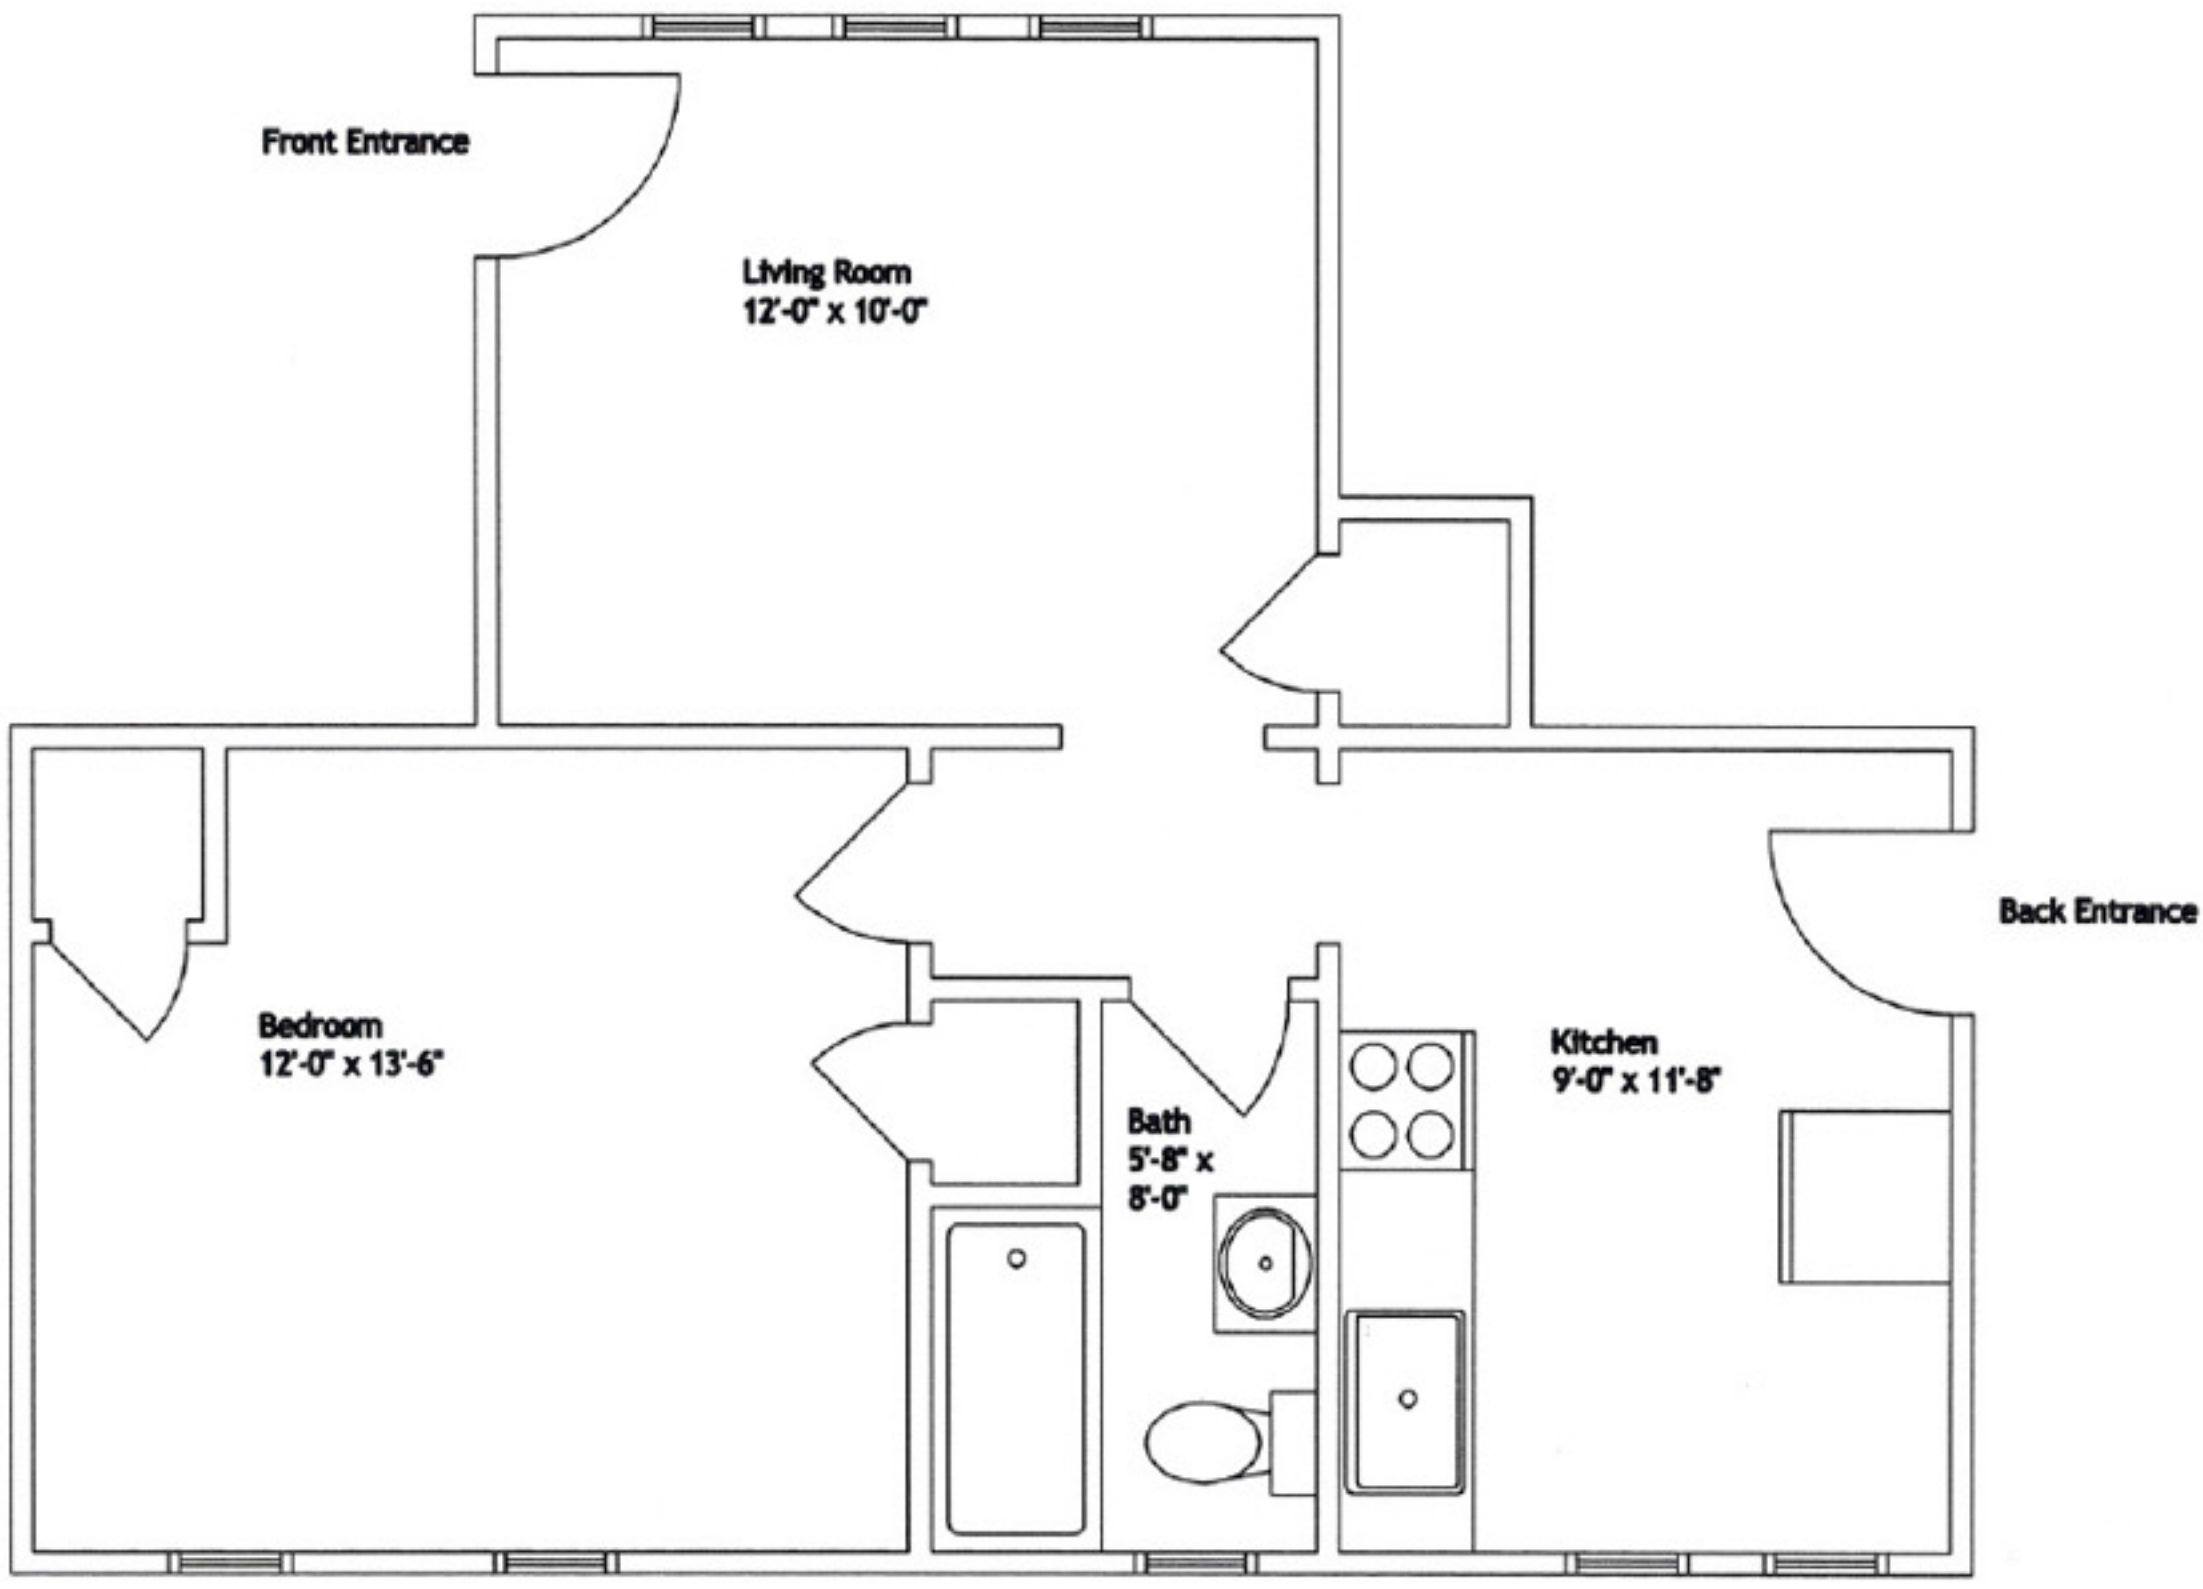 Front Entrance
Living Room
12'-0" x 10'-0"
Back Entrance
Bedroom
12'-0" x 13'-6"
Kitchen
9'-0" x 11'-8"
Bath
5'-8" x
8'-0"